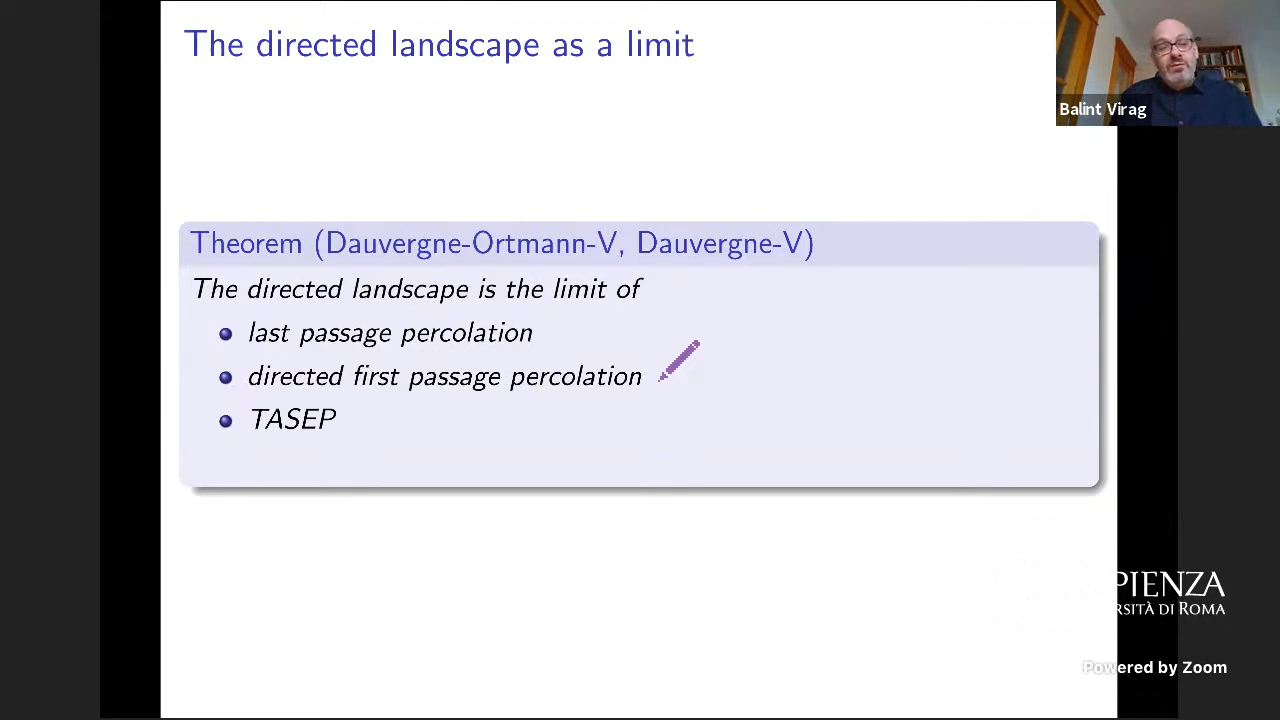 The directed landscape as a limit
Balint Virag
Theorem (Dauvergne-Ortmann-V, Dauvergne-V)
The directed landscape is the limit of
last passage percolation
directed first passage percolation
TASEP
PIENZA
RSITÀ DI ROMA
Powered by Zoom